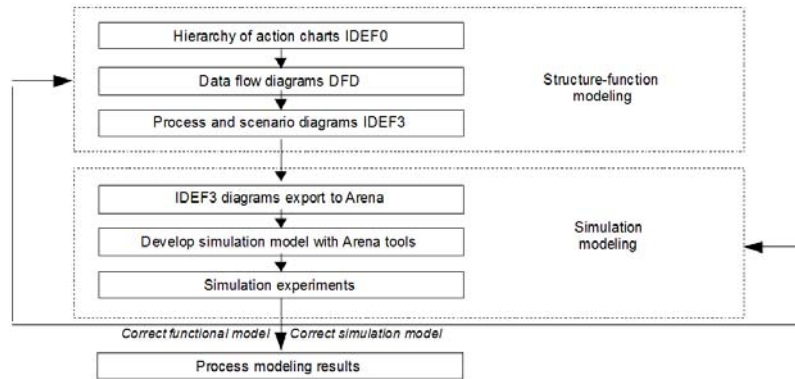 Hierarchy of action charts IDEF0
Data flow diagrams DFD
Process and scenario diagrams IDEF3
Structure-function
modeling
IDEF3 diagrams export to Arena
Develop simulation model with Arena tools
Simulation experiments
Simulation
modeling
Correct functional model
Correct simulation model
Process modeling results